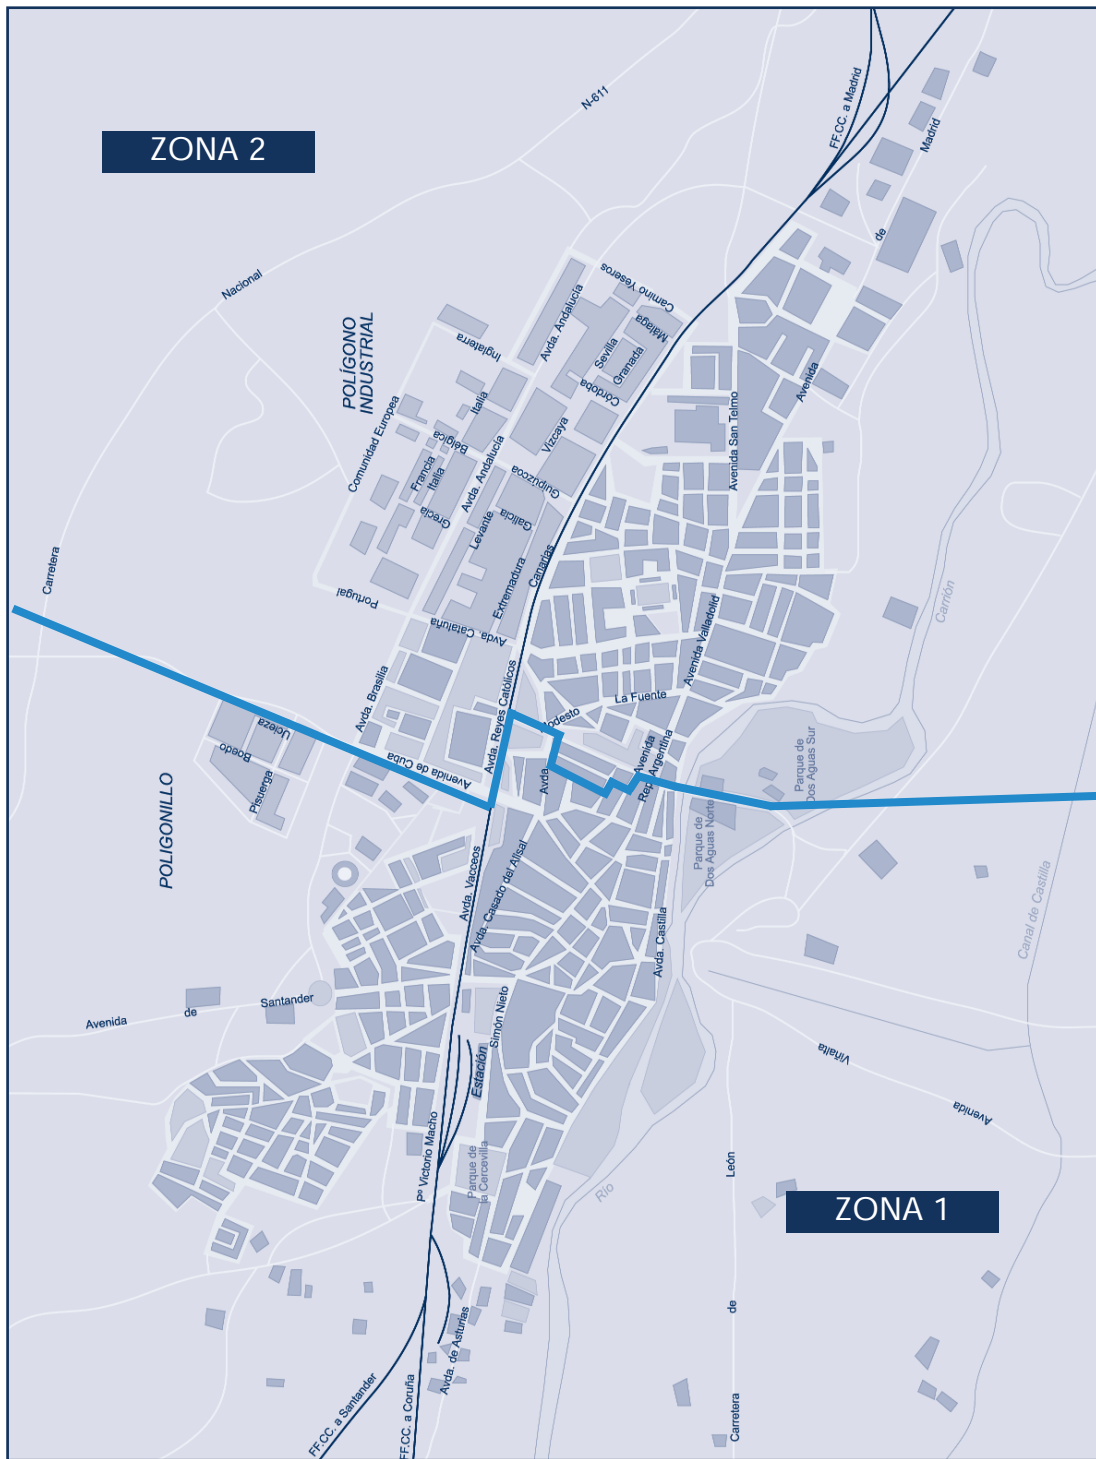 ZONA 2
N-611
FF.CC. a Madrid
Madrid
de
Nacional
Camino Yeseros
Avda. Andalucía
Málaga
POLÍGONO
INDUSTRIAL
Inglaterra
Sevilla
Granada
Córdoba
Avenida
Italia
Comunidad Europea
Bélgica
Vizcaya
Avenida San Telmo
Francia
Italia
Avda. Andalucía
Guipúzcoa
Grecia
Levante
Galicia
Carretera
Canarias
Extremadura
Portugal
Avda. Cataluña
Carrión
Avenida Valladolid
Avda. Brasilia
Avda. Reyes Católicos
La Fuente
Modesto
Ucieza
Boedo
Pisuerga
Avenida de Cuba
Avda.
Avenida
Rep. Argentina
Parque de
Dos Aguas Sur
POLIGONILLO
Parque de
Dos Aguas Norte
Avda. Vacceos
Avda. Casado del Alisal
Avda. Castilla
Canal de Castilla
Avenida
de
Santander
Simón Nieto
Estación
Viñalta
Avenida
Pº Victorio Macho
Parque de
la Carcavilla
Río
León
ZONA 1
de
Avda. de Asturias
FF.CC. a Santander
FF.CC. a Coruña
Carretera